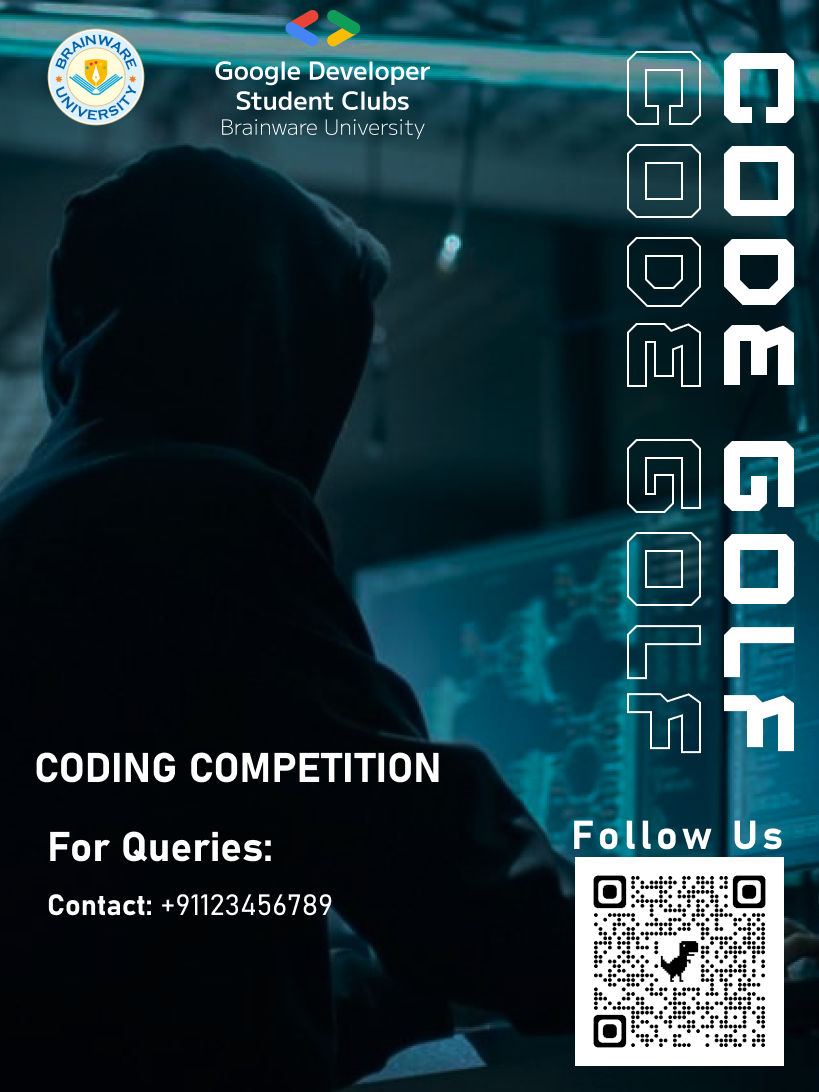 BRAINWARE
UNIVERSITY
Google Developer
Student Clubs
Brainware University
CODE GOLF
CODE GOLF
CODING COMPETITION
For Queries:
Contact: +91123456789
Follow Us